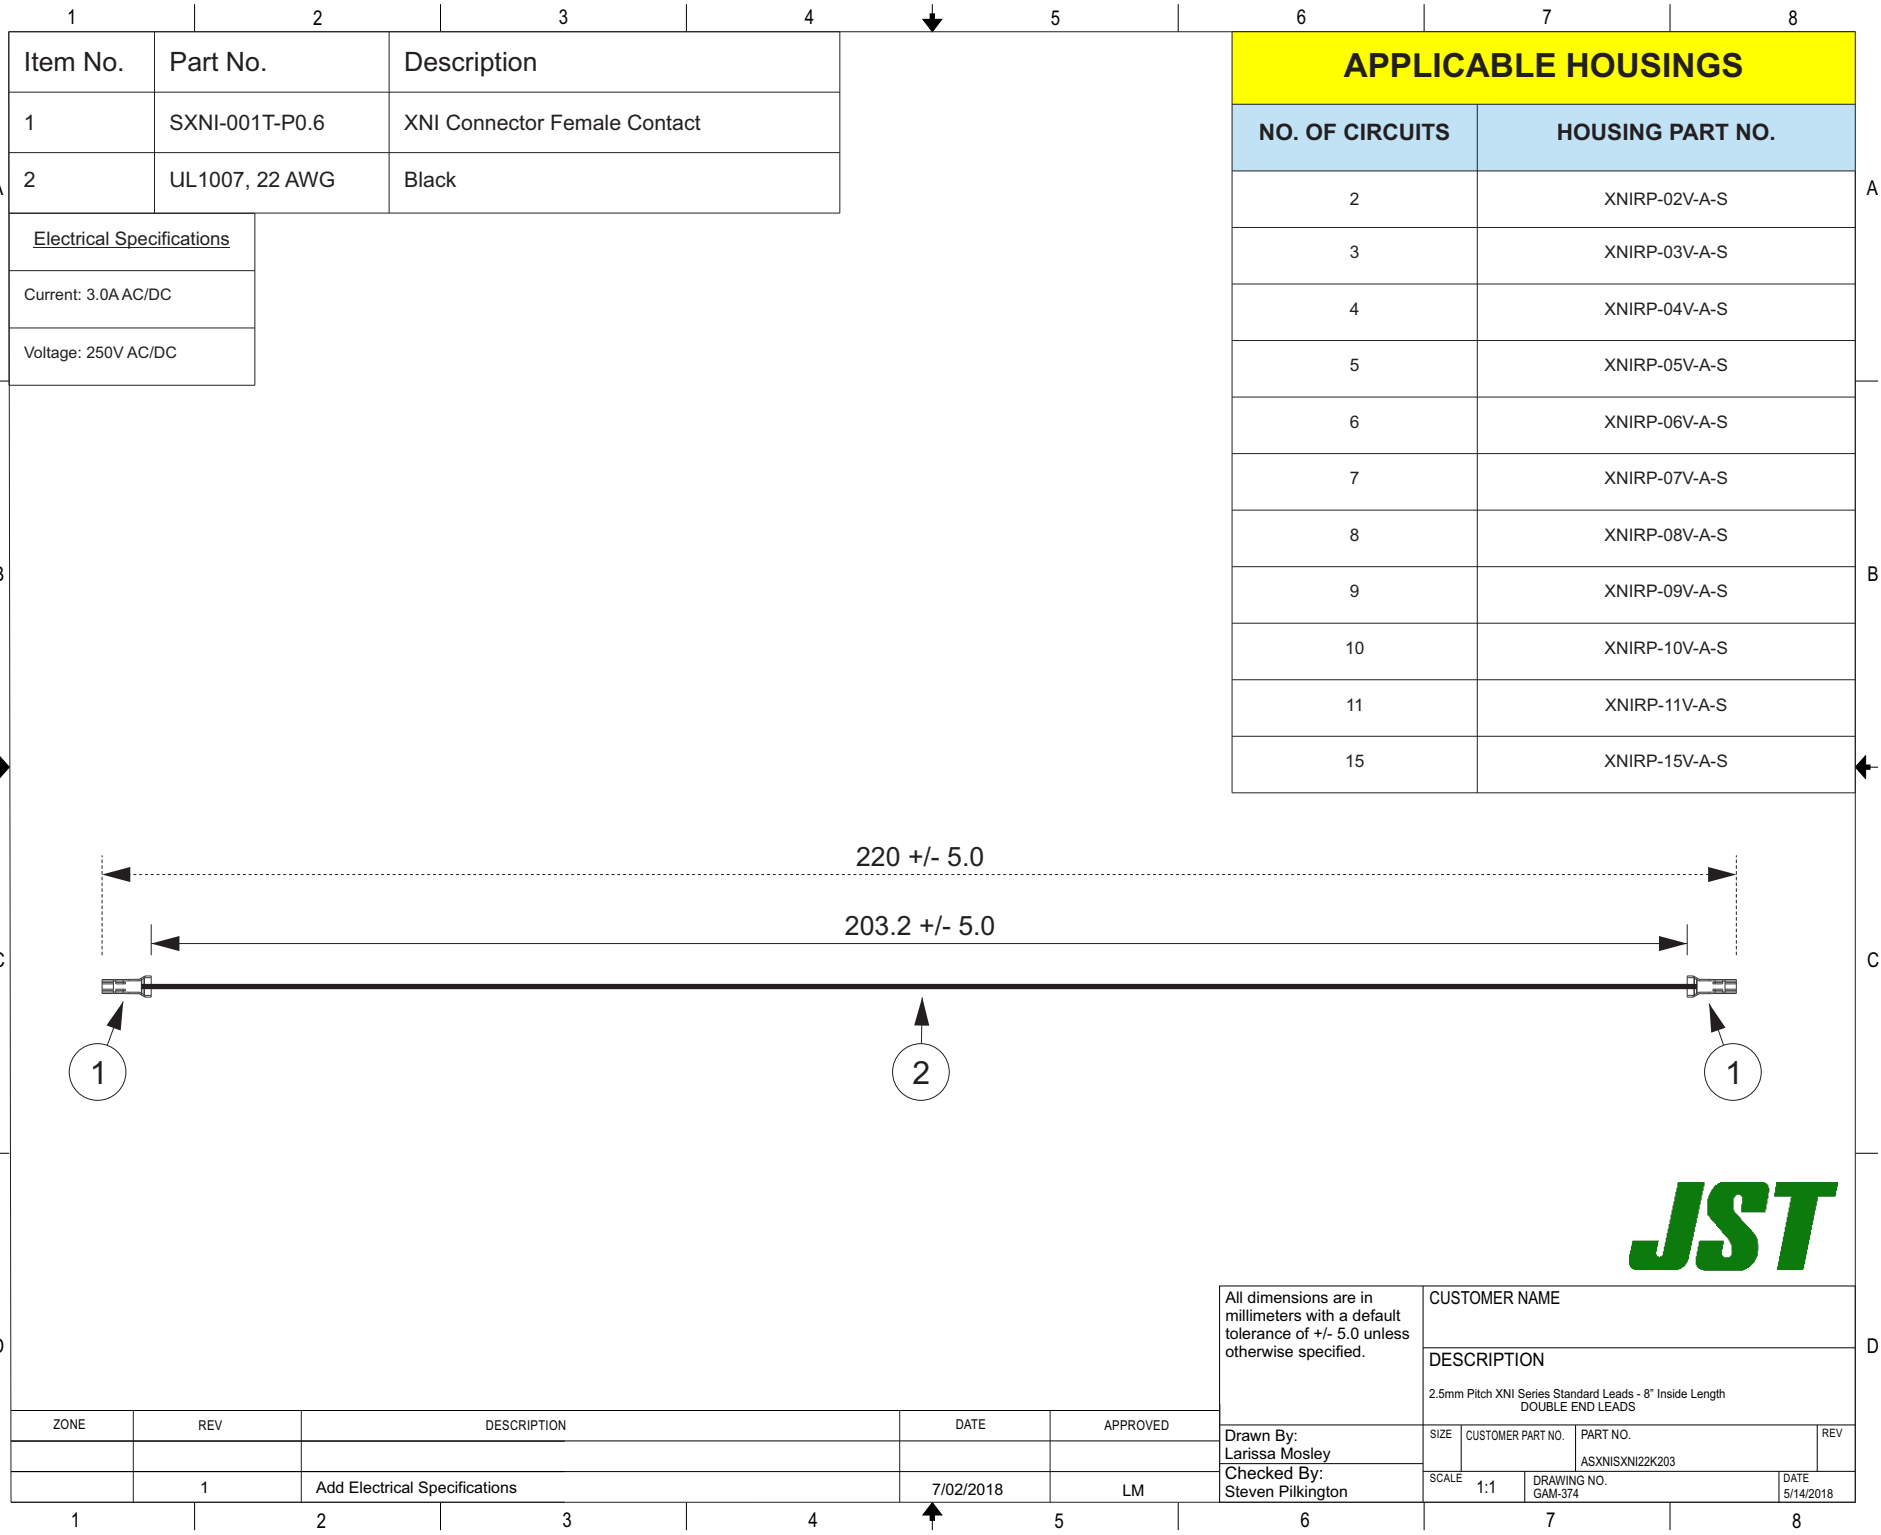 1 2 3 4 5 6 7 8
Item No. Part No. Description
1 SXNI-001T-P0.6 XNI Connector Female Contact
2 UL1007, 22 AWG Black
Electrical Specifications
Current: 3.0A AC/DC
Voltage: 250V AC/DC
APPLICABLE HOUSINGS
NO. OF CIRCUITS HOUSING PART NO.
2 XNIRP-02V-A-S
3 XNIRP-03V-A-S
4 XNIRP-04V-A-S
5 XNIRP-05V-A-S
6 XNIRP-06V-A-S
7 XNIRP-07V-A-S
8 XNIRP-08V-A-S
9 XNIRP-09V-A-S
10 XNIRP-10V-A-S
11 XNIRP-11V-A-S
15 XNIRP-15V-A-S
A
B
C
D
220 +/- 5.0
203.2 +/- 5.0
1 2 1
JST
All dimensions are in
millimeters with a default
tolerance of +/- 5.0 unless
otherwise specified.
CUSTOMER NAME
DESCRIPTION
2.5mm Pitch XNI Series Standard Leads - 8" Inside Length
DOUBLE END LEADS
Drawn By:
Larissa Mosley
Checked By:
Steven Pilkington
SIZE CUSTOMER PART NO. PART NO. REV
ASXNISXNI22K203
SCALE 1:1 DRAWING NO. DATE
GAM-374 5/14/2018
ZONE REV DESCRIPTION DATE APPROVED
1 Add Electrical Specifications 7/02/2018 LM
1 2 3 4 5 6 7 8